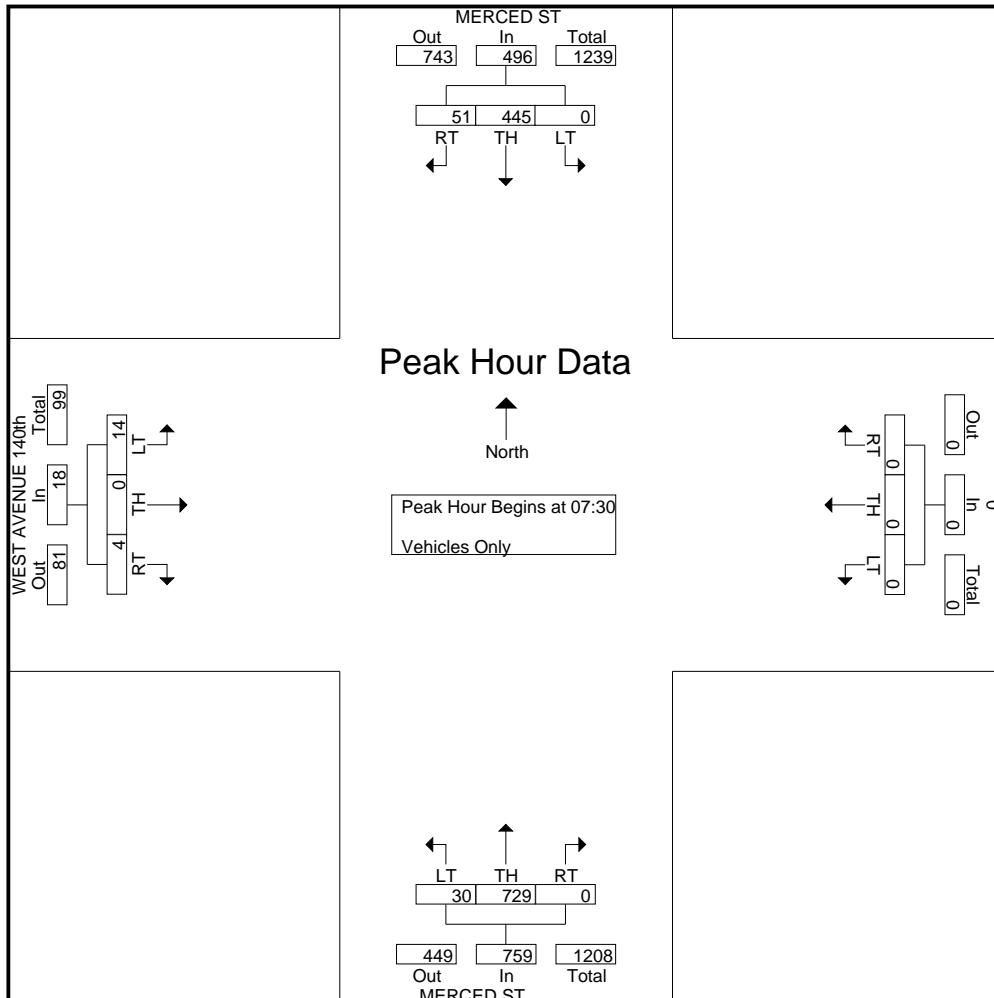 MERCED ST
Out In Total
743 496 1239
51 445 0
RT TH LT
Peak Hour Data
North
Peak Hour Begins at 07:30
Vehicles Only
WEST AVENUE 140th
Total In Out
99 18 81
14 0 4
LT TH RT
0
Out In Total
0 0 0
RT TH LT
0 0 0
LT TH RT
30 729 0
449 759 1208
Out In Total
MERCED ST